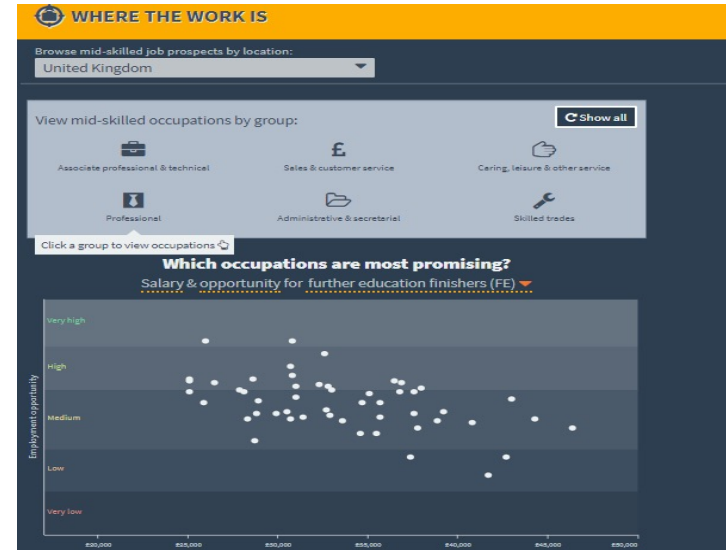 WHERE THE WORK IS
Browse mid-skilled job prospects by location:
United Kingdom
View mid-skilled occupations by group:
Show all
Associate professional & technical
£
Sales & customer service
Caring, leisure & other service
Professional
Administrative & secretarial
Skilled trades
Click a group to view occupations
Which occupations are most promising?
Salary & opportunity for further education finishers (FE)
Very high
High
Medium
Low
Very low
Employment opportunity
£20,000 £25,000 £30,000 £35,000 £40,000 £45,000 £50,000